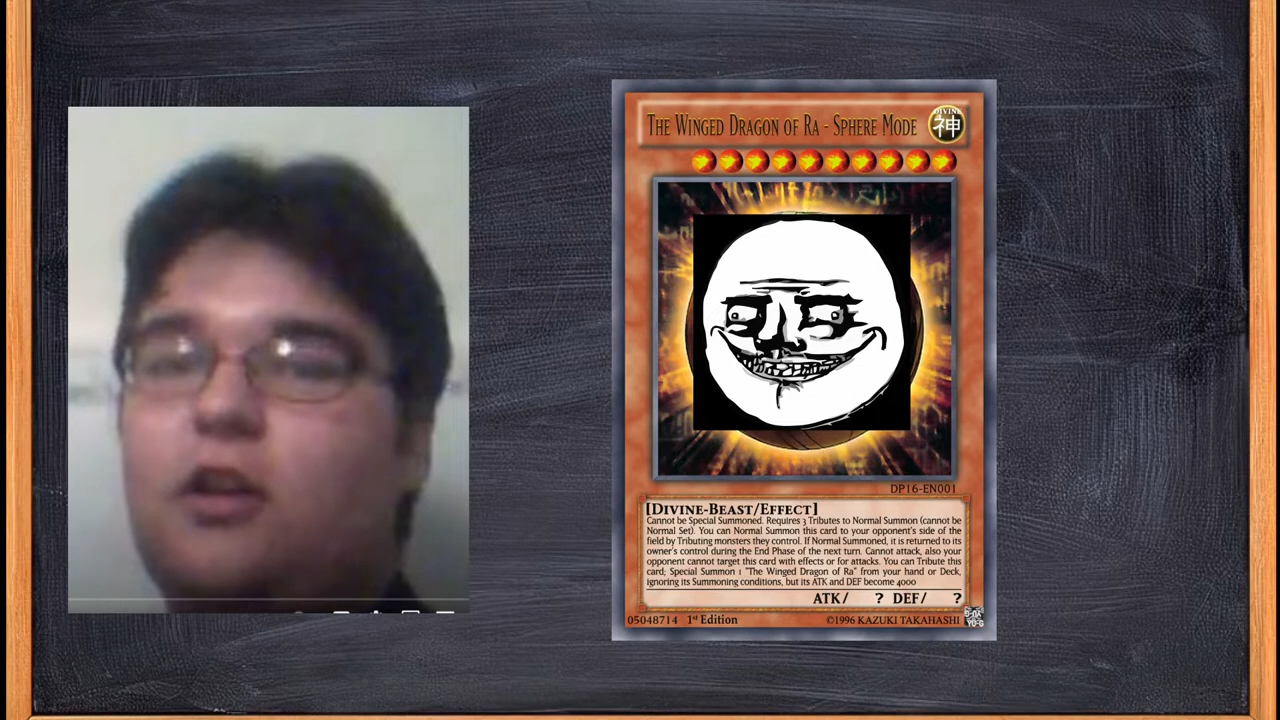 THE WINGED DRAGON OF RA - SPHERE MODE
DIVINE
神
DP16-EN001
[DIVINE-BEAST/EFFECT]
Cannot be Special Summoned. Requires 3 Tributes to Normal Summon (cannot be
Normal Set). You can Normal Summon this card to your opponent's side of the
field by Tributing monsters they control. If Normal Summoned, it is returned to its
owner's control during the End Phase of the next turn. Cannot attack, also your
opponent cannot target this card with effects or for attacks. You can Tribute this
card; Special Summon 1 "The Winged Dragon of Ra" from your hand or Deck,
ignoring its Summoning conditions, but its ATK and DEF become 4000
ATK/ ? DEF/ ?
05048714 1st Edition ©1996 KAZUKI TAKAHASHI